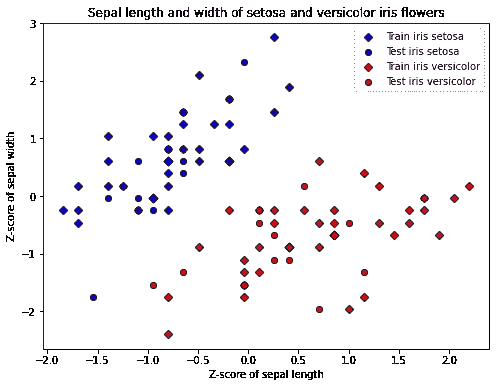 Sepal length and width of setosa and versicolor iris flowers
Train iris setosa
Test iris setosa
Train iris versicolor
Test iris versicolor
Z-score of sepal width
3
2
1
0
−1
−2
−2.0 −1.5 −1.0 −0.5 0.0 0.5 1.0 1.5 2.0
Z-score of sepal length